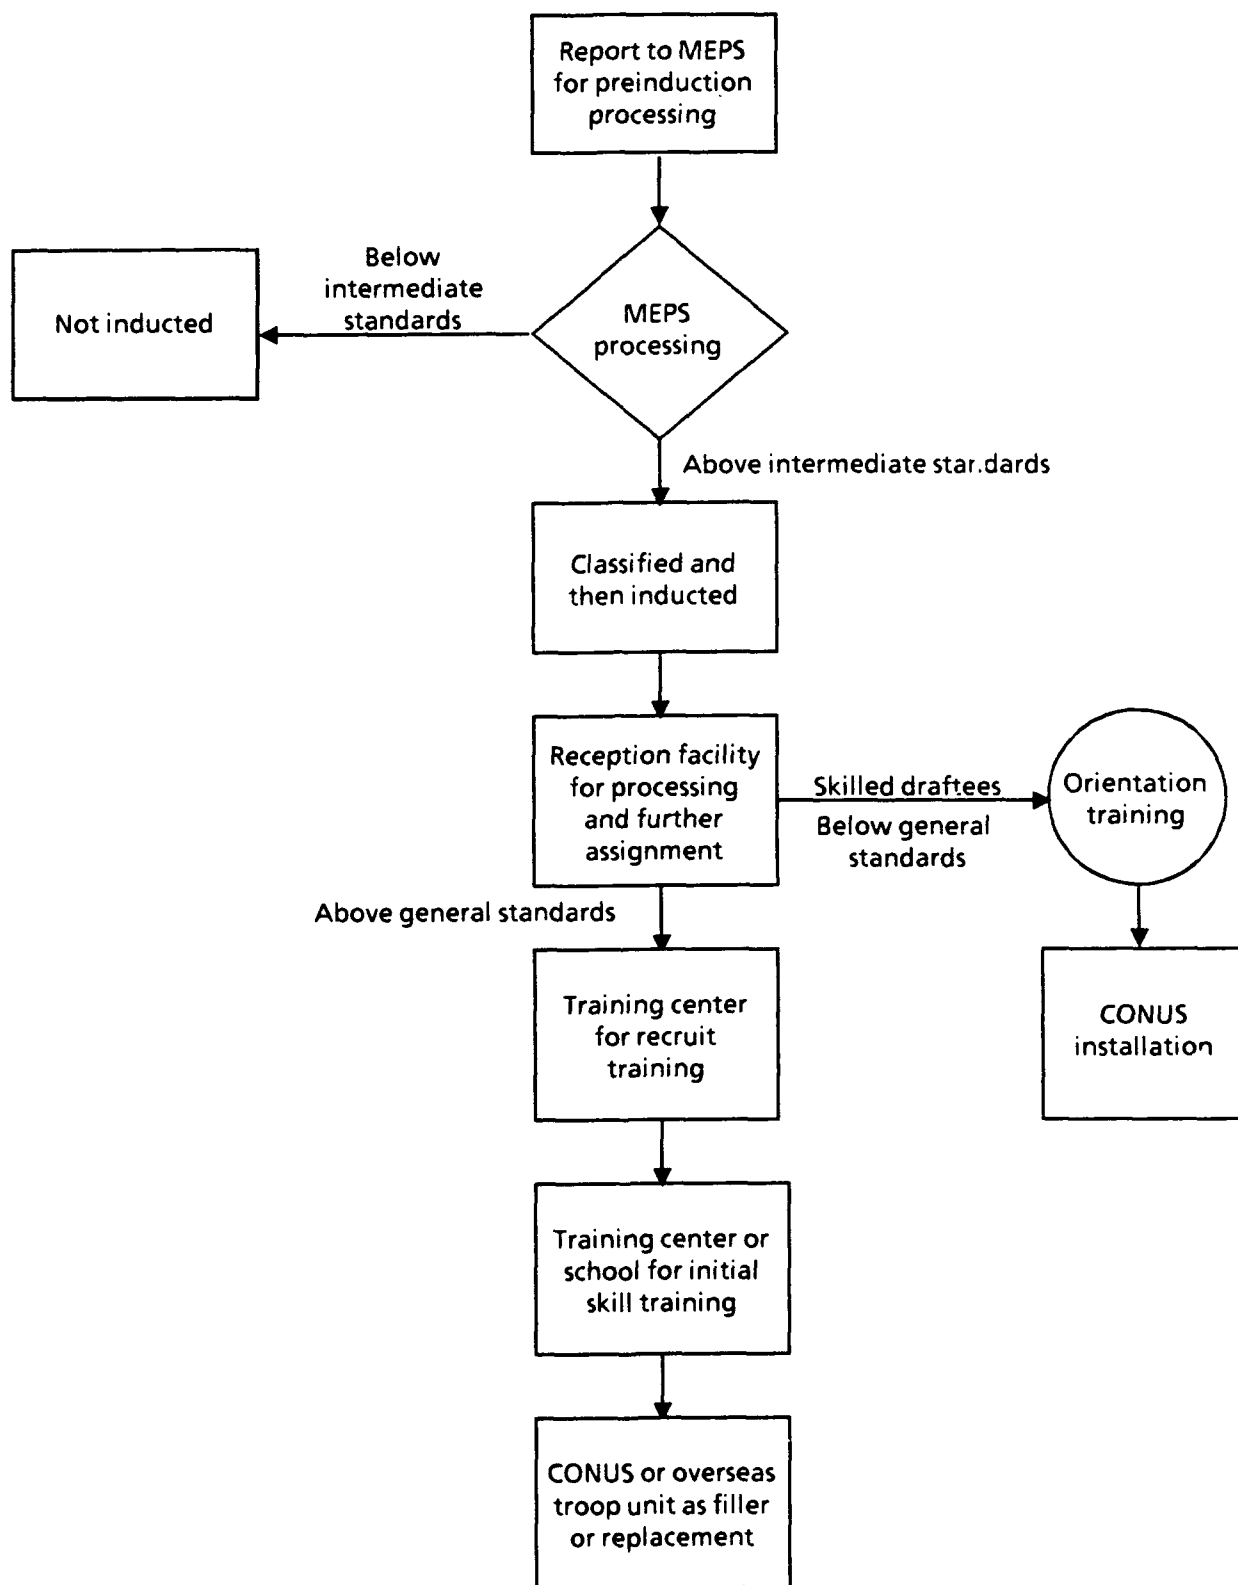 Report to MEPS
for preinduction
processing
Below
intermediate
standards
Not inducted
MEPS
processing
Above intermediate star.dards
Classified and
then inducted
Reception facility
for processing
and further
assignment
Skilled draftees
Below general
standards
Orientation
training
Above general standards
Training center
for recruit
training
CONUS
installation
Training center or
school for initial
skill training
CONUS or overseas
troop unit as filler
or replacement